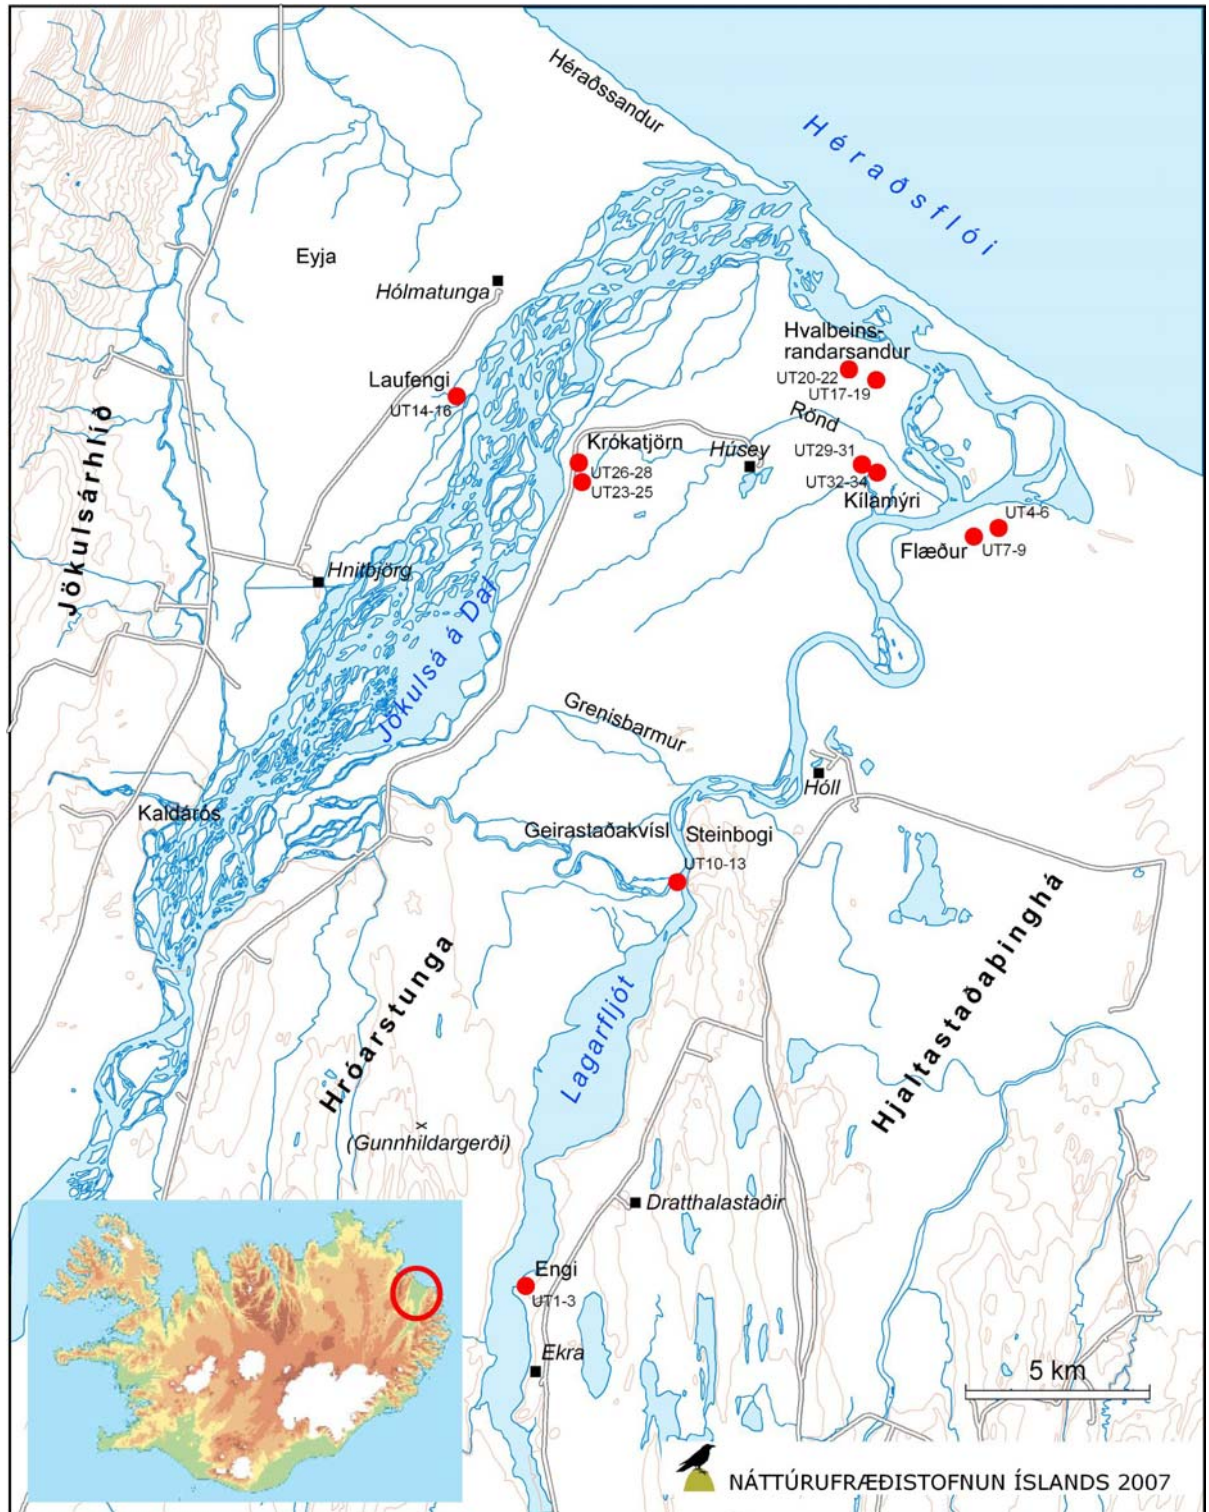 Héraðssandur
Héraðsflói
Eyja
Hólmatunga
Hvalbeins-
randarsandur
UT20-22
UT17-19
Laufengi
UT14-16
Rönd
Krókatjörn
Húsey
UT29-31
UT26-28
UT32-34
UT23-25
Kílamýri
UT4-6
Flæður
UT7-9
Jökulsárhlíð
Hnitbjörg
Jökulsá á Dal
Grenisbarmur
Hóll
Kaldárós
Geirastaðakvísl
Steinbogi
UT10-13
Hróarstunga
Lagarfljót
Hjaltastaðaþinghá
x
(Gunnhildargerði)
Dratthalastaðir
Engi
UT1-3
Ekra
5 km
NÁTTÚRUFRÆÐISTOFNUN ÍSLANDS 2007